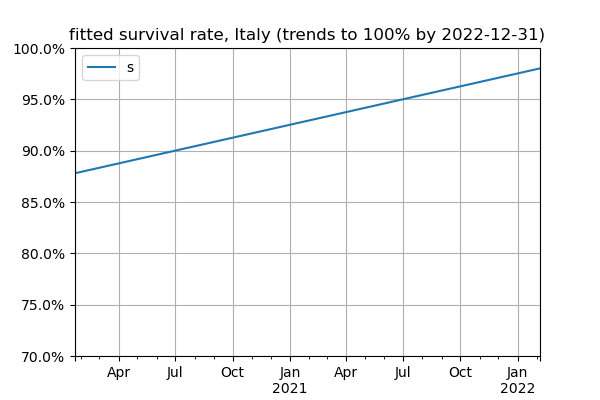 fitted survival rate, Italy (trends to 100% by 2022-12-31)
100.0%
95.0%
90.0%
85.0%
80.0%
75.0%
70.0%
s
Apr Jul Oct Jan Apr Jul Oct Jan
2021 2022